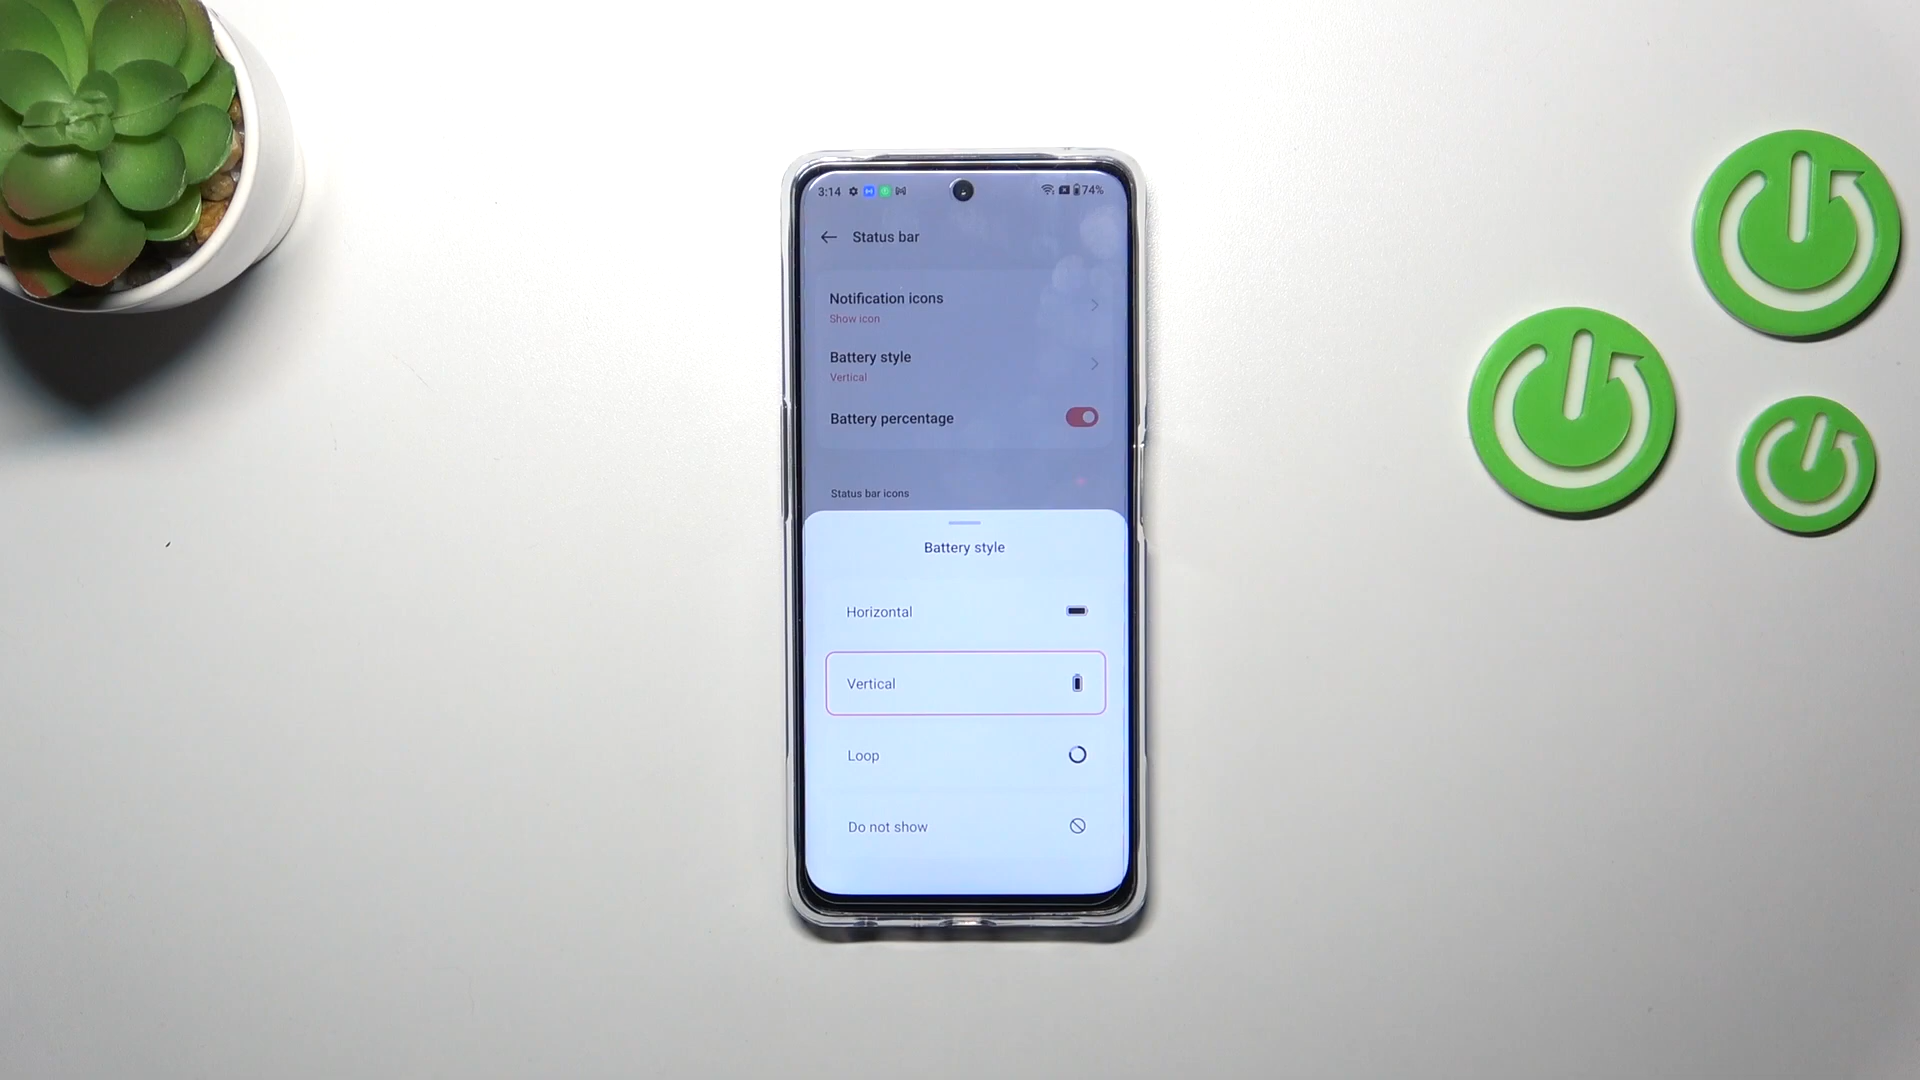 3:14
74%
Status bar
Notification icons
Show icon
Battery style
Vertical
Battery percentage
Status bar icons
Battery style
Horizontal
Vertical
Loop
Do not show